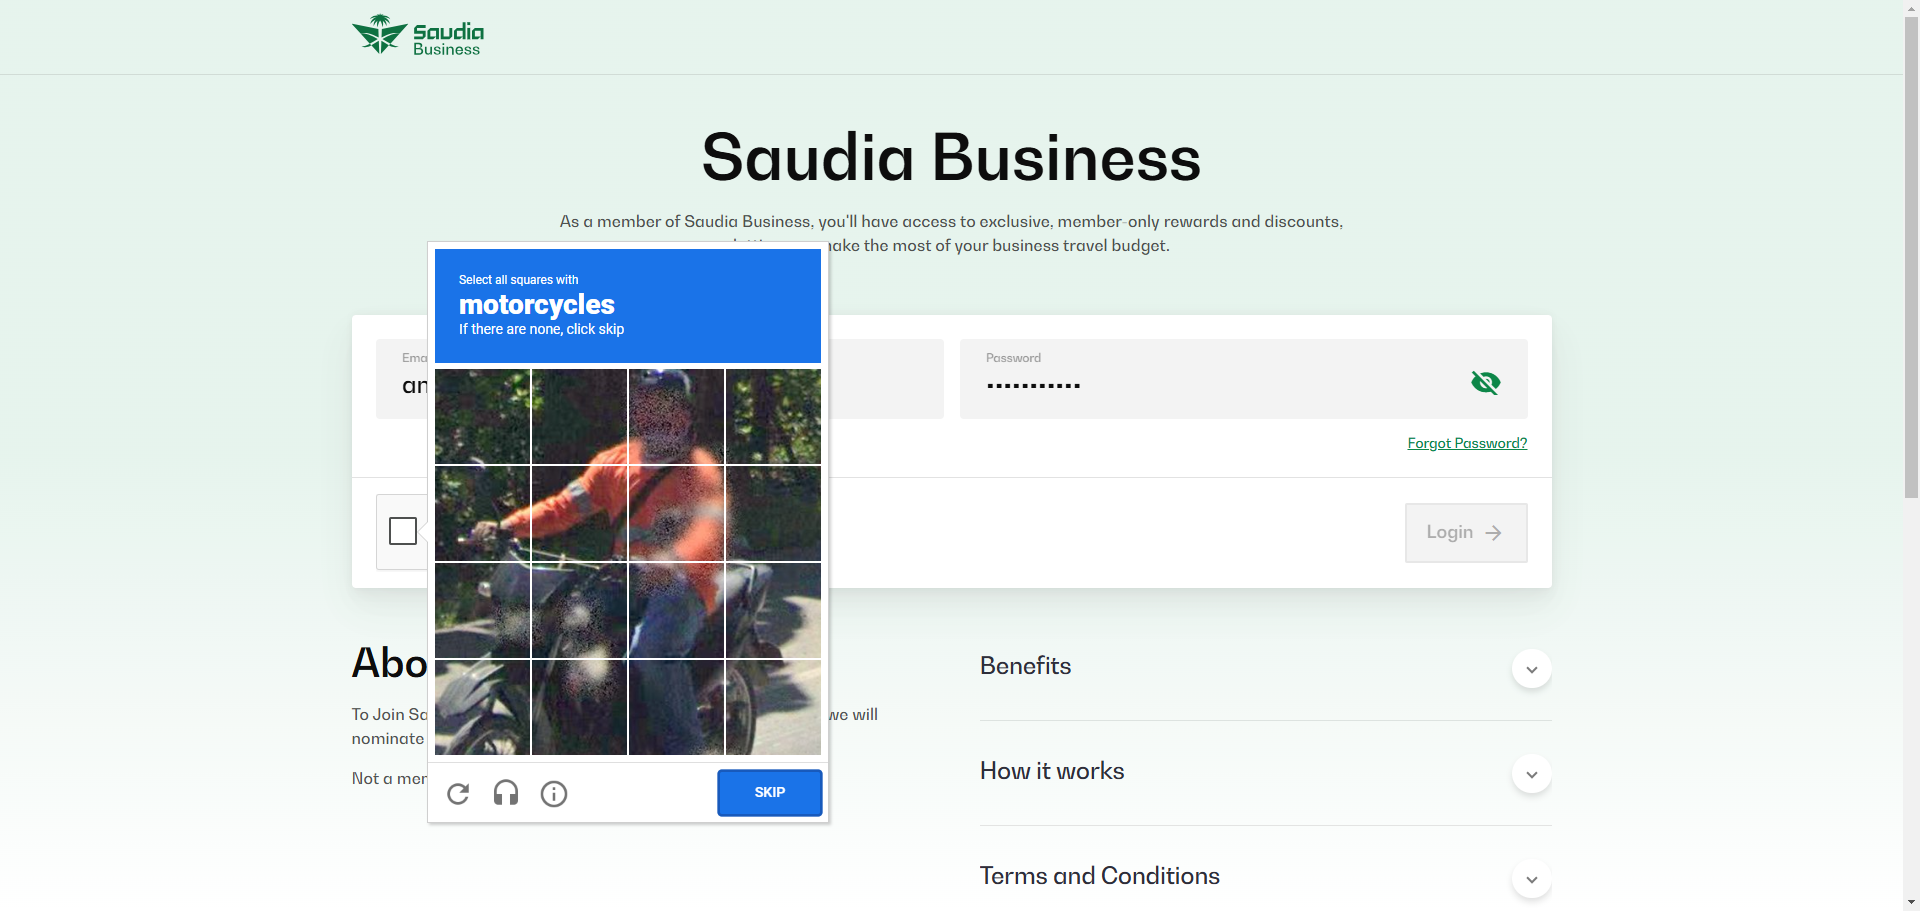 Saudia
Business
Saudia Business
As a member of Saudia Business, you'll have access to exclusive, member-only rewards and discounts,
make the most of your business travel budget.
Select all squares with
motorcycles
If there are none, click skip
Ema
an
Password
Forgot Password?
Login
Abo
To Join Sa
we will
nominate
Not a mer
SKIP
Benefits
How it works
Terms and Conditions